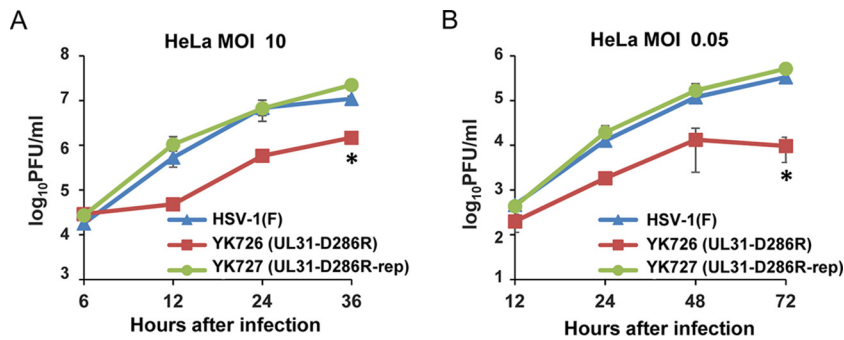 A
HeLa MOI 10
log10PFU/ml
8
7
6
5
4
3
HSV-1(F)
YK726 (UL31-D286R)
YK727 (UL31-D286R-rep)
*
6 12 24 36
Hours after infection
B
HeLa MOI 0.05
log10PFU/ml
6
5
4
3
2
1
HSV-1(F)
YK726 (UL31-D286R)
YK727 (UL31-D286R-rep)
*
12 24 48 72
Hours after infection